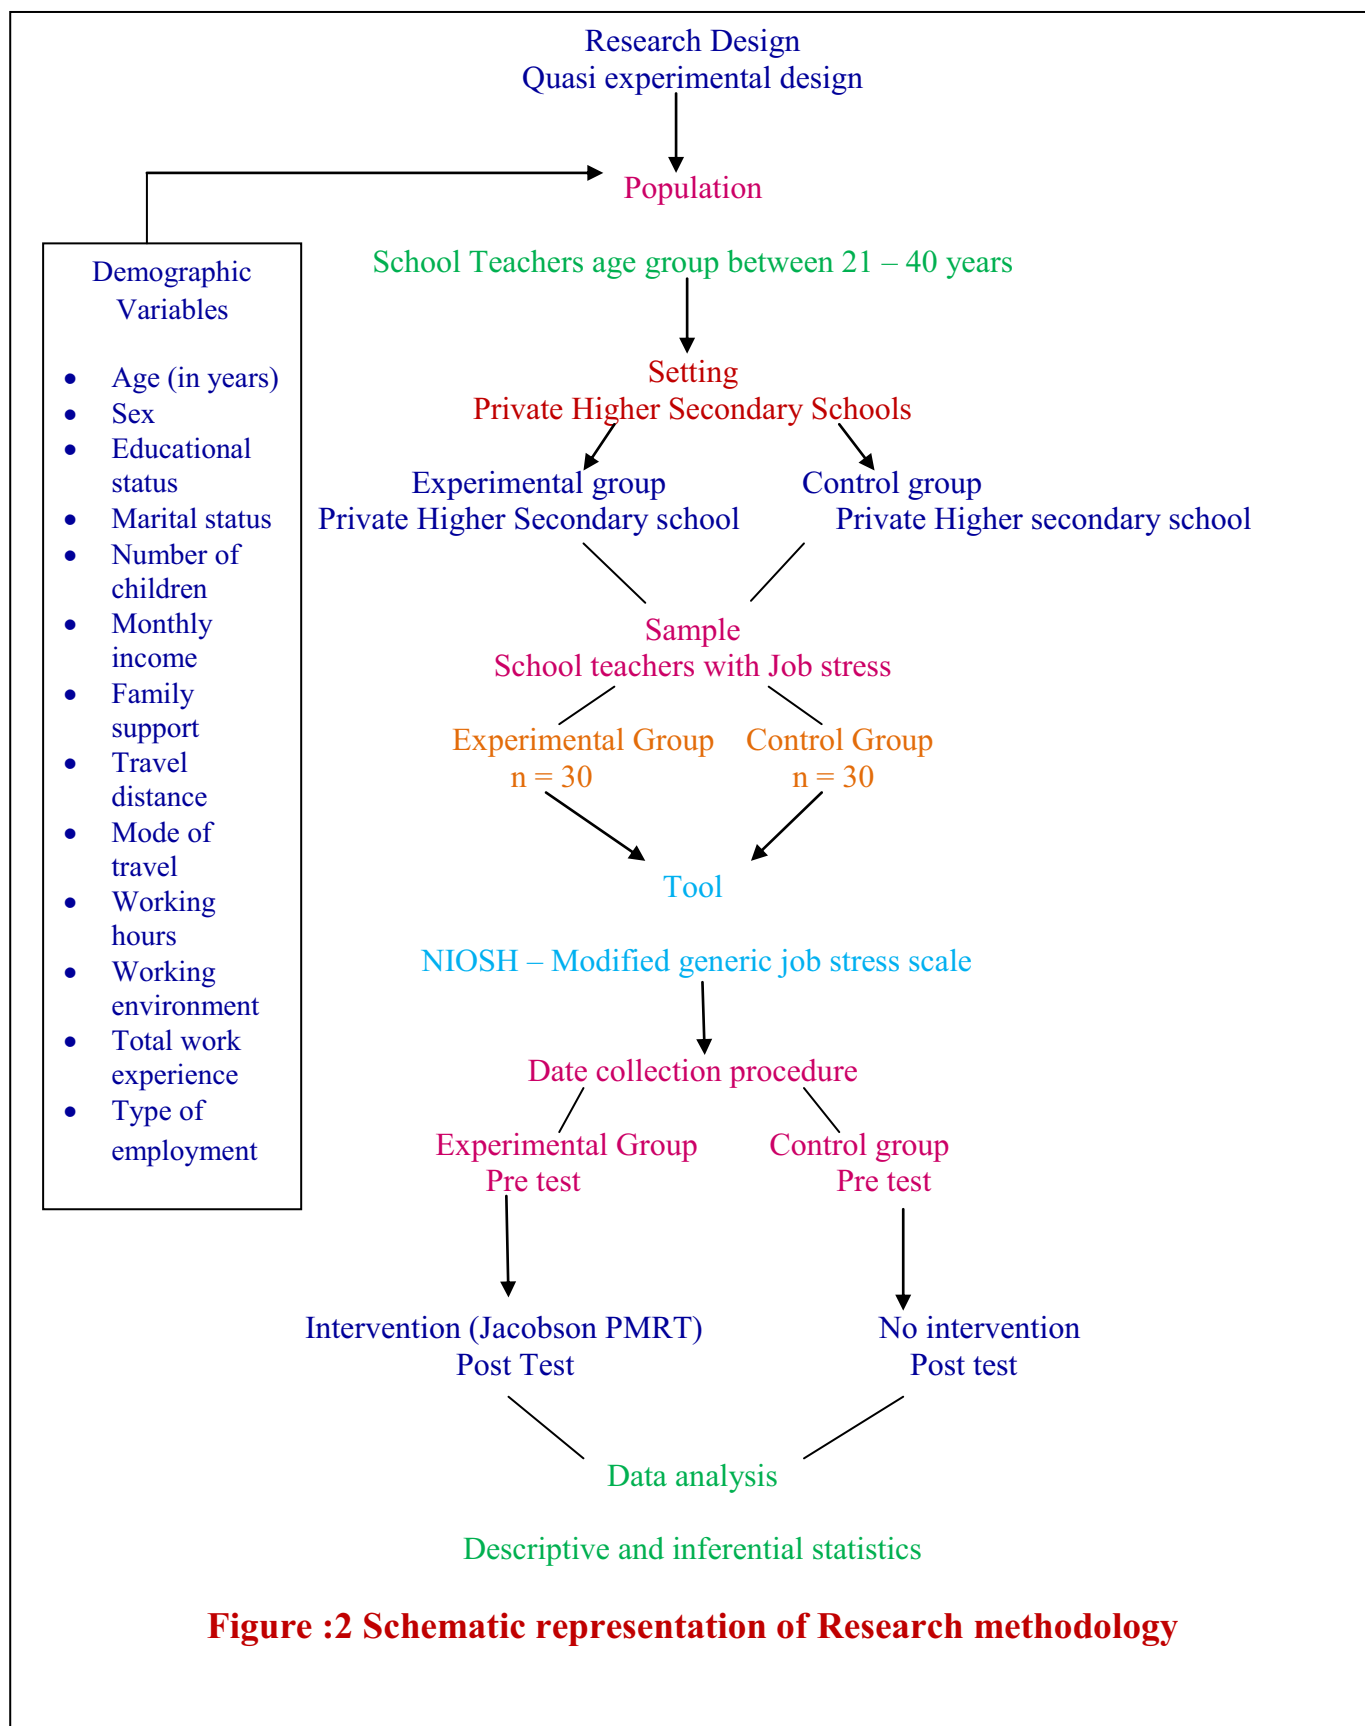 Research Design
Quasi experimental design
Population
School Teachers age group between 21 – 40 years
Demographic
Variables
• Age (in years)
• Sex
• Educational
status
• Marital status
• Number of
children
• Monthly
income
• Family
support
• Travel
distance
• Mode of
travel
• Working
hours
• Working
environment
• Total work
experience
• Type of
employment
Setting
Private Higher Secondary Schools
Experimental group
Private Higher Secondary school
Control group
Private Higher secondary school
Sample
School teachers with Job stress
Experimental Group
n = 30
Control Group
n = 30
Tool
NIOSH – Modified generic job stress scale
Date collection procedure
Experimental Group
Pre test
Control group
Pre test
Intervention (Jacobson PMRT)
Post Test
No intervention
Post test
Data analysis
Descriptive and inferential statistics
Figure :2 Schematic representation of Research methodology